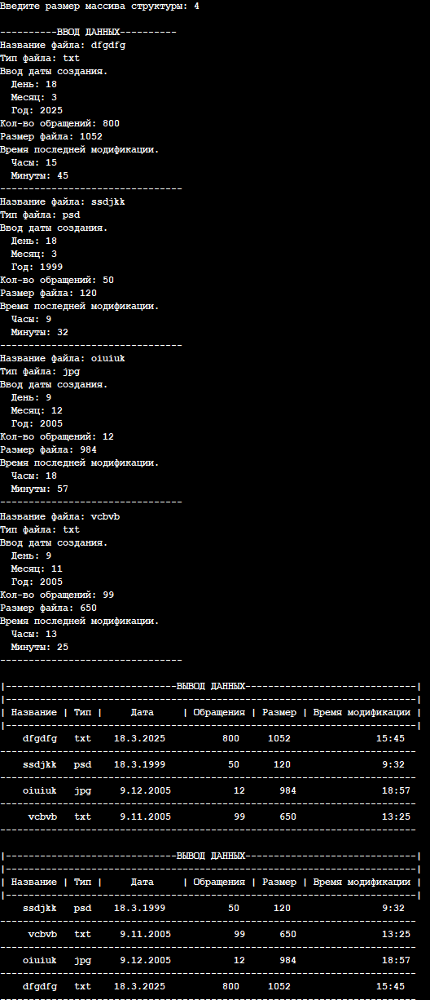 Введите размер массива структуры: 4
----------ВВОД ДАННЫХ----------
Название файла: dfgdfg
Тип файла: txt
Ввод даты создания.
  День: 18
  Месяц: 3
  Год: 2025
Кол-во обращений: 800
Размер файла: 1052
Время последней модификации.
  Часы: 15
  Минуты: 45
--------------------------------
Название файла: ssdjkk
Тип файла: psd
Ввод даты создания.
  День: 18
  Месяц: 3
  Год: 1999
Кол-во обращений: 50
Размер файла: 120
Время последней модификации.
  Часы: 9
  Минуты: 32
--------------------------------
Название файла: oiuiuk
Тип файла: jpg
Ввод даты создания.
  День: 9
  Месяц: 12
  Год: 2005
Кол-во обращений: 12
Размер файла: 984
Время последней модификации.
  Часы: 18
  Минуты: 57
--------------------------------
Название файла: vcbvb
Тип файла: txt
Ввод даты создания.
  День: 9
  Месяц: 11
  Год: 2005
Кол-во обращений: 99
Размер файла: 650
Время последней модификации.
  Часы: 13
  Минуты: 25
--------------------------------
|------------------------------ВЫВОД ДАННЫХ------------------------------|
|------------------------------------------------------------------------|
| Название | Тип |     Дата     | Обращения | Размер | Время модификации |
|------------------------------------------------------------------------|
    dfgdfg   txt    18.3.2025          800     1052               15:45
-------------------------------------------------------------------------
    ssdjkk   psd    18.3.1999           50      120                9:32
-------------------------------------------------------------------------
    oiuiuk   jpg     9.12.2005           12      984               18:57
-------------------------------------------------------------------------
     vcbvb   txt     9.11.2005           99      650               13:25
-------------------------------------------------------------------------
|------------------------------ВЫВОД ДАННЫХ------------------------------|
|------------------------------------------------------------------------|
| Название | Тип |     Дата     | Обращения | Размер | Время модификации |
|------------------------------------------------------------------------|
    ssdjkk   psd    18.3.1999           50      120                9:32
-------------------------------------------------------------------------
     vcbvb   txt     9.11.2005           99      650               13:25
-------------------------------------------------------------------------
    oiuiuk   jpg     9.12.2005           12      984               18:57
-------------------------------------------------------------------------
    dfgdfg   txt    18.3.2025          800     1052               15:45
-------------------------------------------------------------------------